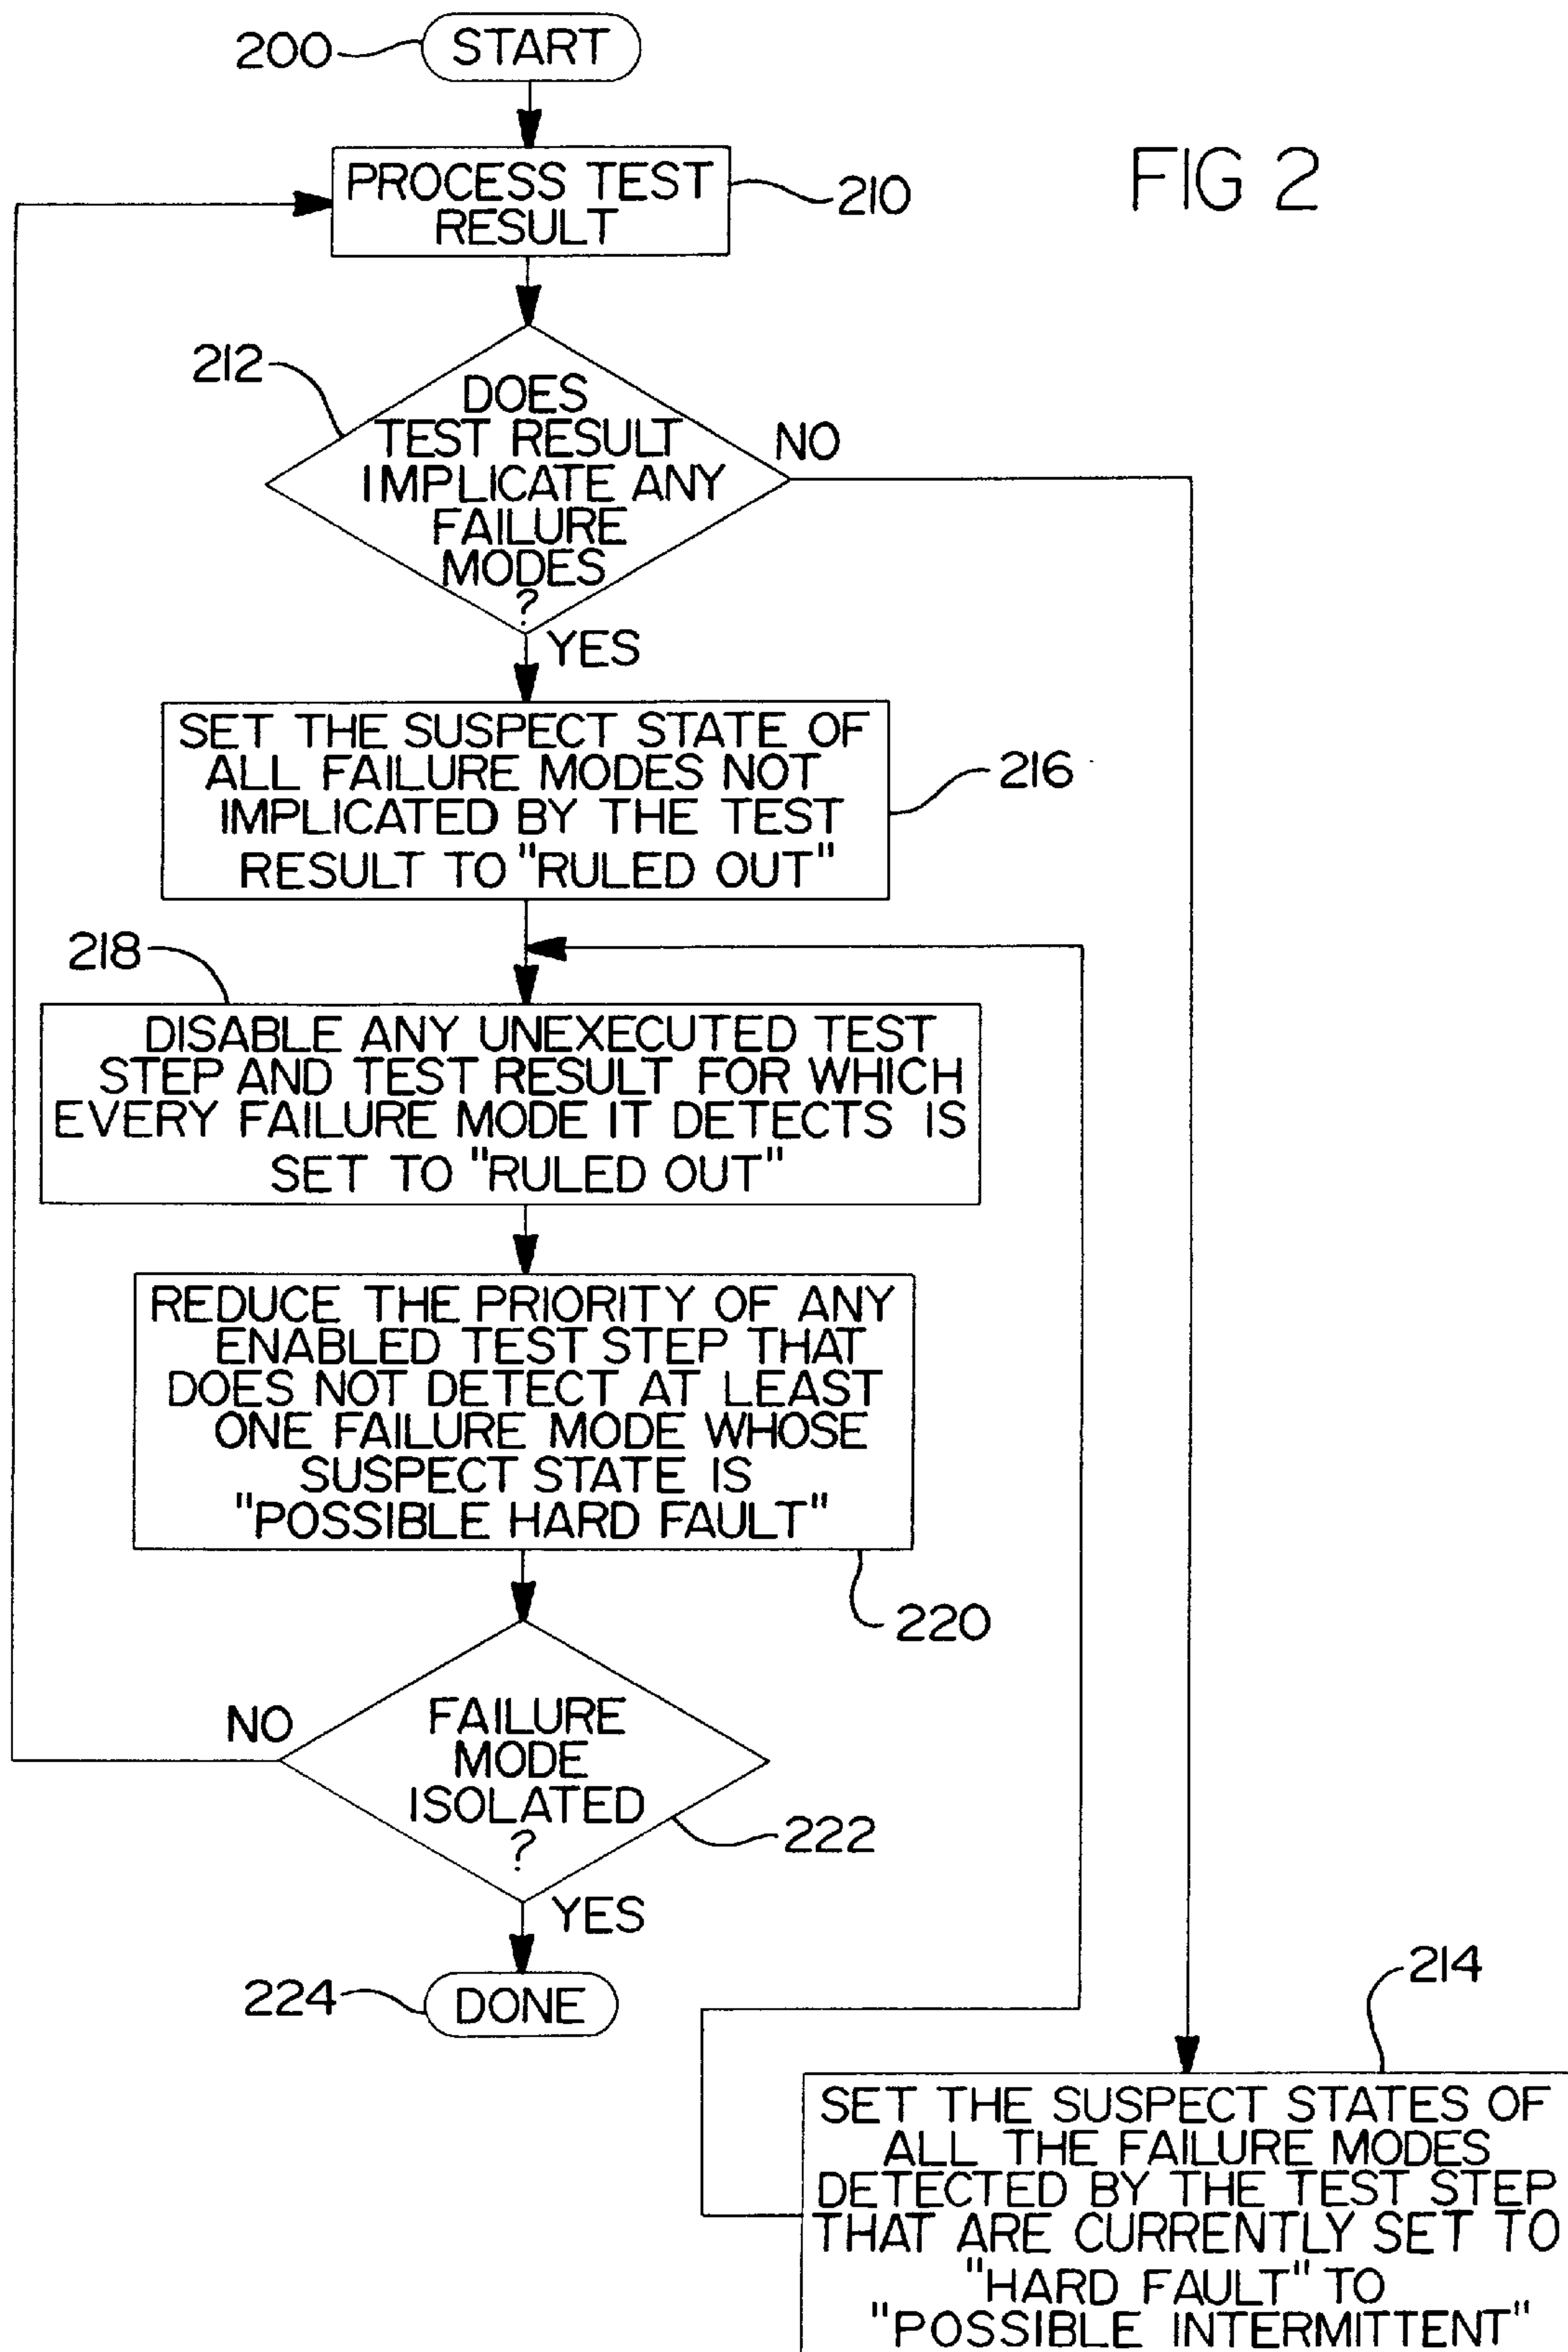 200
START
FIG 2
PROCESS TEST
RESULT
210
212
DOES
TEST RESULT
IMPLICATE ANY
FAILURE
MODES
?
NO
YES
SET THE SUSPECT STATE OF
ALL FAILURE MODES NOT
IMPLICATED BY THE TEST
RESULT TO "RULED OUT"
216
218
DISABLE ANY UNEXECUTED TEST
STEP AND TEST RESULT FOR WHICH
EVERY FAILURE MODE IT DETECTS IS
SET TO "RULED OUT"
REDUCE THE PRIORITY OF ANY
ENABLED TEST STEP THAT
DOES NOT DETECT AT LEAST
ONE FAILURE MODE WHOSE
SUSPECT STATE IS
"POSSIBLE HARD FAULT"
220
NO
FAILURE
MODE
ISOLATED
?
222
YES
224
DONE
214
SET THE SUSPECT STATES OF
ALL THE FAILURE MODES
DETECTED BY THE TEST STEP
THAT ARE CURRENTLY SET TO
"HARD FAULT" TO
"POSSIBLE INTERMITTENT"